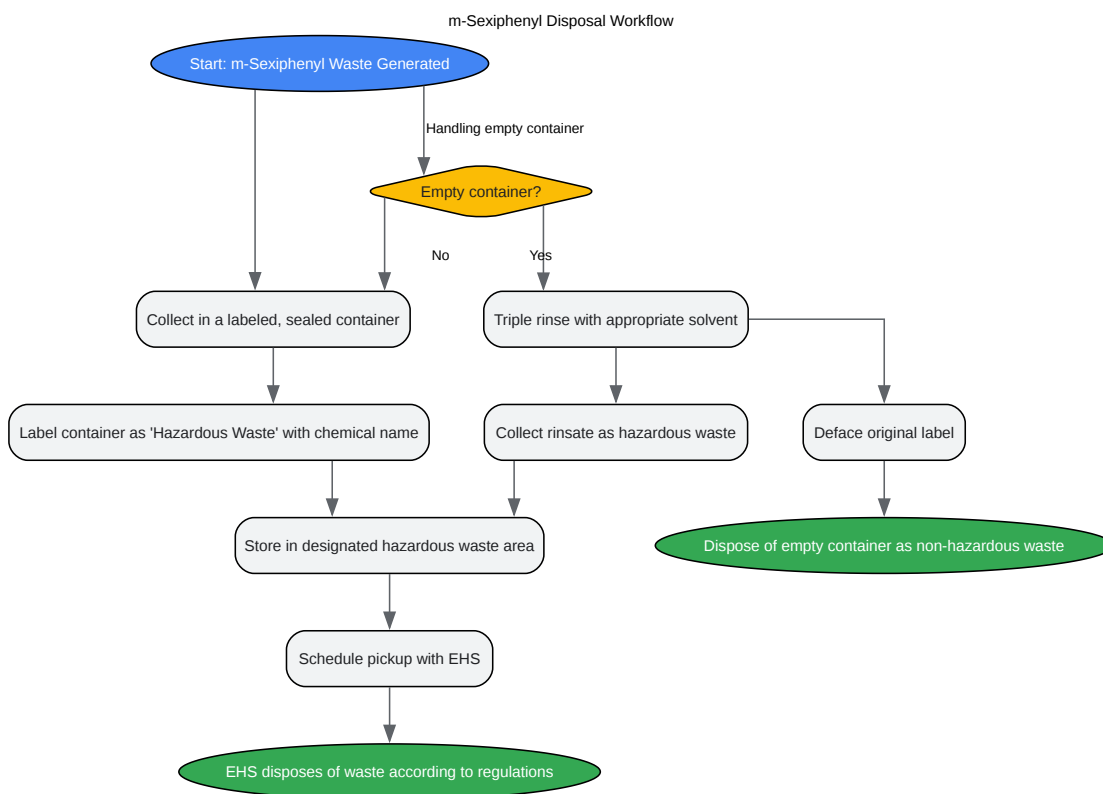 m-Sexiphenyl Disposal Workflow
Start: m-Sexiphenyl Waste Generated
Handling empty container
Empty container?
No
Yes
Collect in a labeled, sealed container
Triple rinse with appropriate solvent
Label container as 'Hazardous Waste' with chemical name
Collect rinsate as hazardous waste
Deface original label
Store in designated hazardous waste area
Dispose of empty container as non-hazardous waste
Schedule pickup with EHS
EHS disposes of waste according to regulations